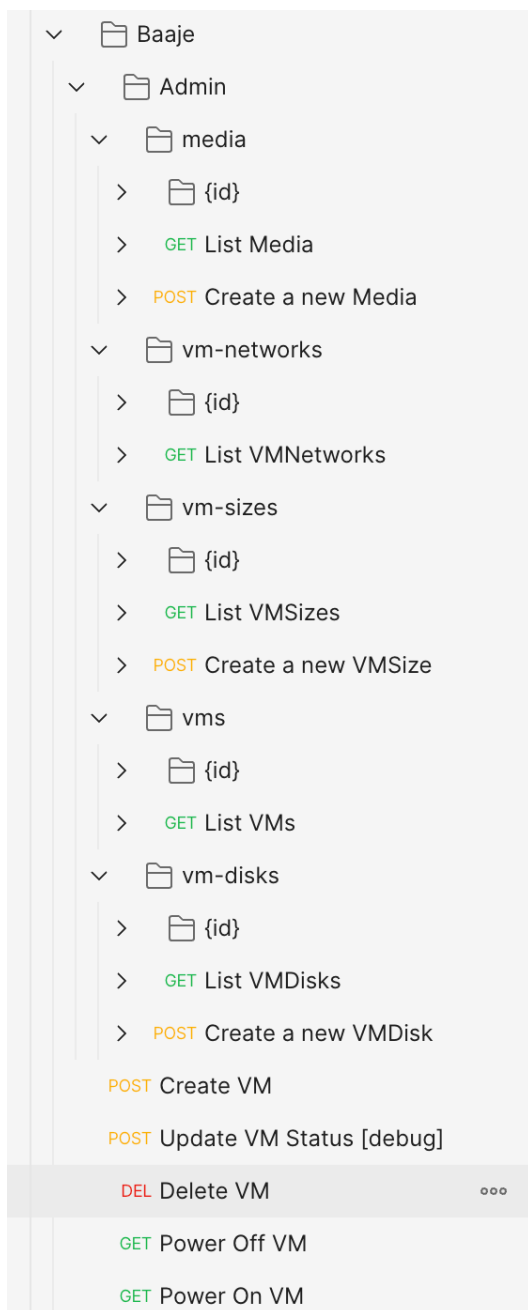 Baaje
Admin
media
{id}
GET List Media
POST Create a new Media
vm-networks
{id}
GET List VMNetworks
vm-sizes
{id}
GET List VMSizes
POST Create a new VMSize
vms
{id}
GET List VMs
vm-disks
{id}
GET List VMDisks
POST Create a new VMDisk
POST Create VM
POST Update VM Status [debug]
DEL Delete VM
GET Power Off VM
GET Power On VM